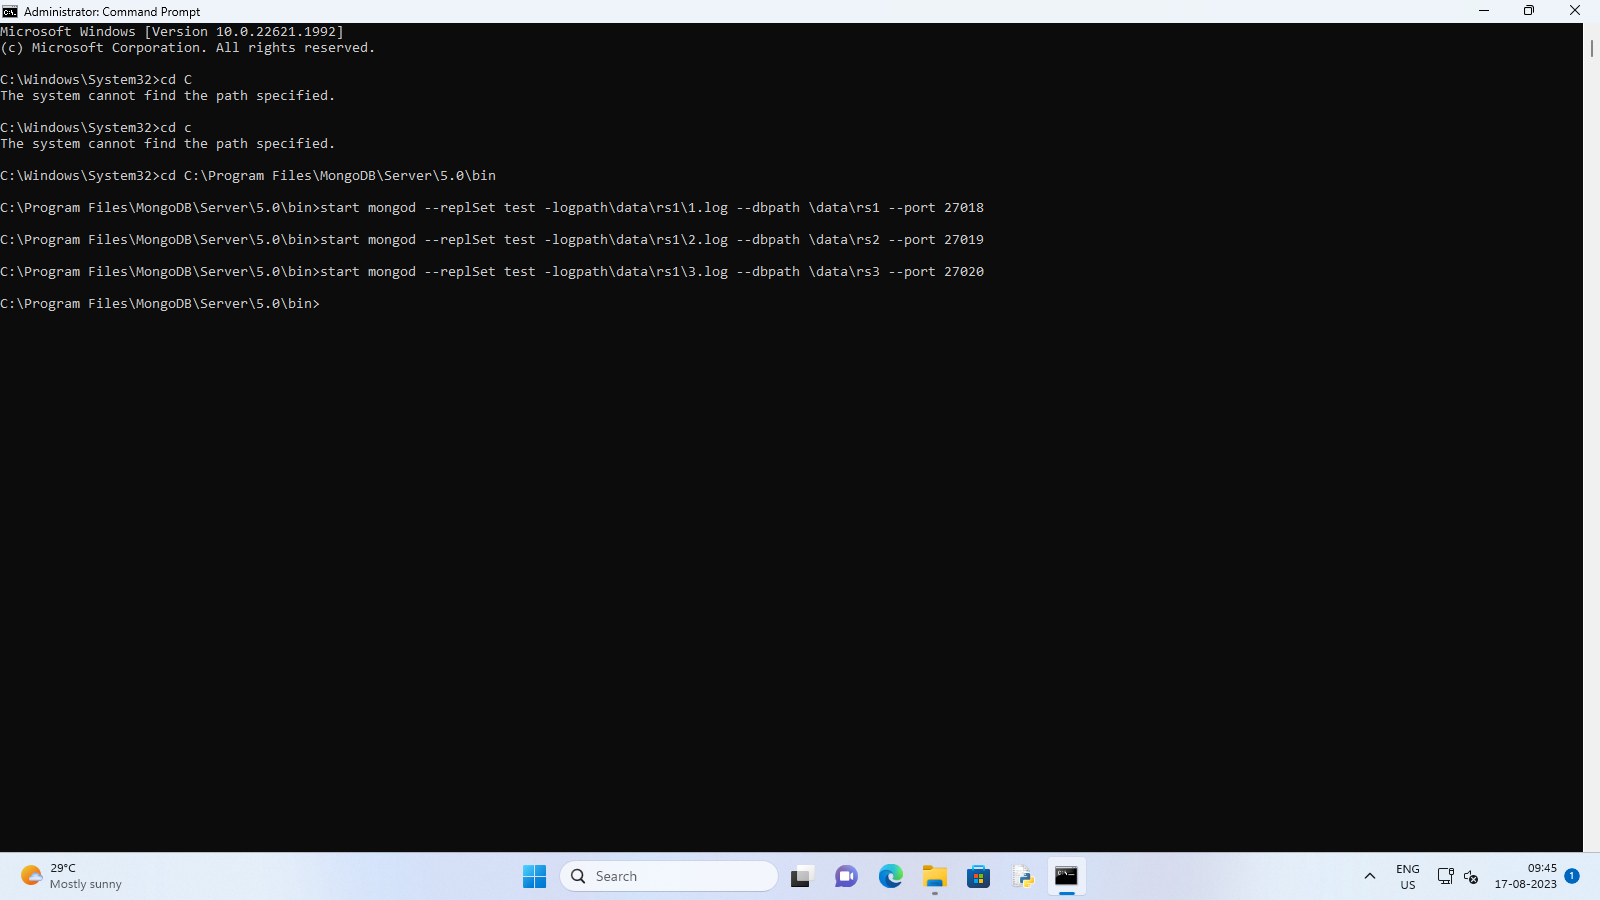 Administrator: Command Prompt
Microsoft Windows [Version 10.0.22621.1992]
(c) Microsoft Corporation. All rights reserved.
C:\Windows\System32>cd C
The system cannot find the path specified.
C:\Windows\System32>cd c
The system cannot find the path specified.
C:\Windows\System32>cd C:\Program Files\MongoDB\Server\5.0\bin
C:\Program Files\MongoDB\Server\5.0\bin>start mongod --replSet test -logpath\data\rs1\1.log --dbpath \data\rs1 --port 27018
C:\Program Files\MongoDB\Server\5.0\bin>start mongod --replSet test -logpath\data\rs1\2.log --dbpath \data\rs2 --port 27019
C:\Program Files\MongoDB\Server\5.0\bin>start mongod --replSet test -logpath\data\rs1\3.log --dbpath \data\rs3 --port 27020
C:\Program Files\MongoDB\Server\5.0\bin>
29°C
Mostly sunny
Search
ENG
US
09:45
17-08-2023
1